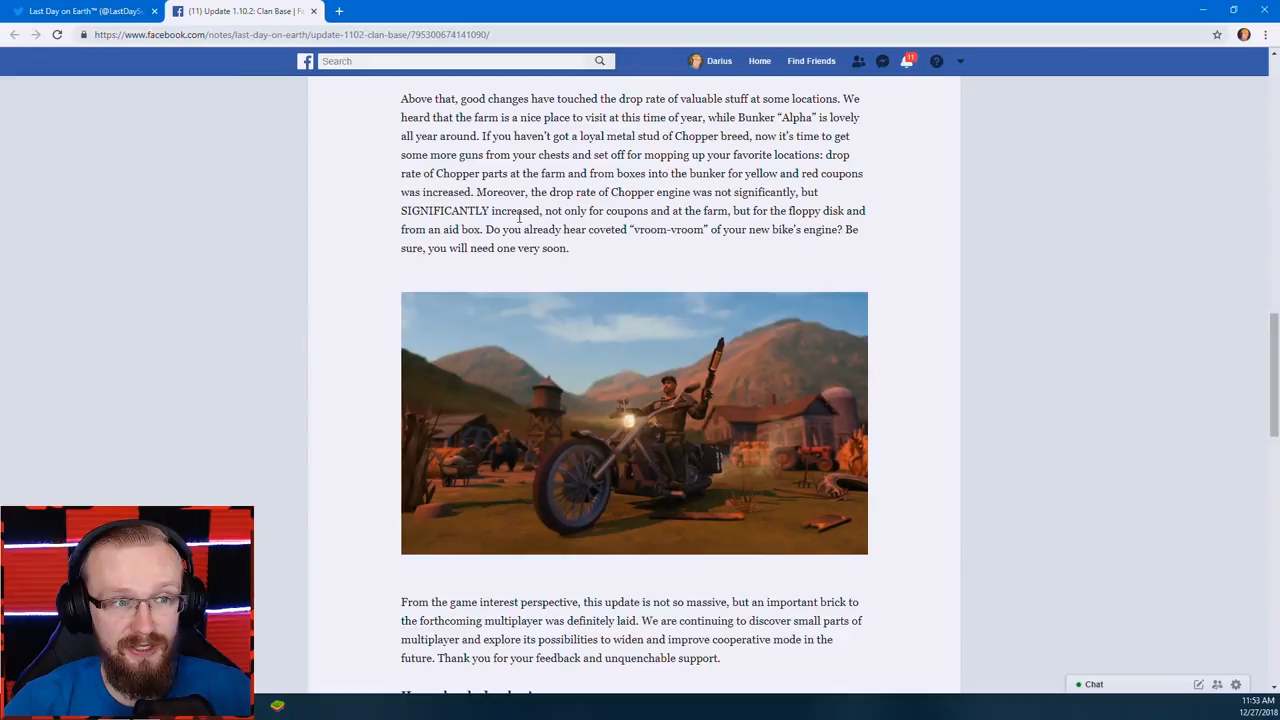 Last Day on Earth™ (@LastDayS
(11) Update 1.10.2: Clan Base | Fa
https://www.facebook.com/notes/last-day-on-earth/update-1102-clan-base/795300674141090/
Search
Darius
Home
Find Friends
11
Above that, good changes have touched the drop rate of valuable stuff at some locations. We
heard that the farm is a nice place to visit at this time of year, while Bunker “Alpha” is lovely
all year around. If you haven’t got a loyal metal stud of Chopper breed, now it’s time to get
some more guns from your chests and set off for mopping up your favorite locations: drop
rate of Chopper parts at the farm and from boxes into the bunker for yellow and red coupons
was increased. Moreover, the drop rate of Chopper engine was not significantly, but
SIGNIFICANTLY increased, not only for coupons and at the farm, but for the floppy disk and
from an aid box. Do you already hear coveted “vroom-vroom” of your new bike’s engine? Be
sure, you will need one very soon.
From the game interest perspective, this update is not so massive, but an important brick to
the forthcoming multiplayer was definitely laid. We are continuing to discover small parts of
multiplayer and explore its possibilities to widen and improve cooperative mode in the
future. Thank you for your feedback and unquenchable support.
Chat
11:53 AM
12/27/2018